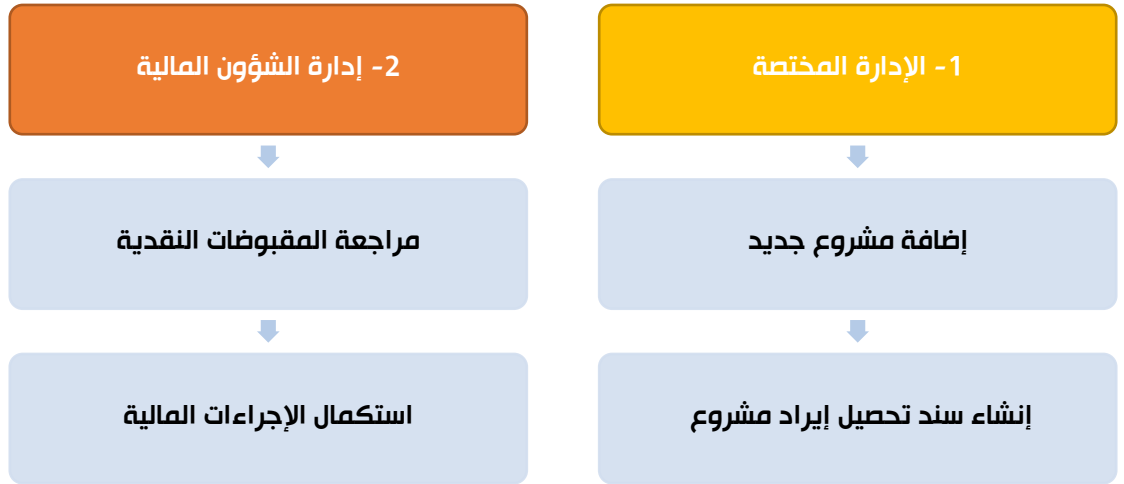 1- الإدارة المختصة
إضافة مشروع جديد
إنشاء سند تحصيل إيراد مشروع
2- إدارة الشؤون المالية
مراجعة المقبوضات النقدية
استكمال الإجراءات المالية